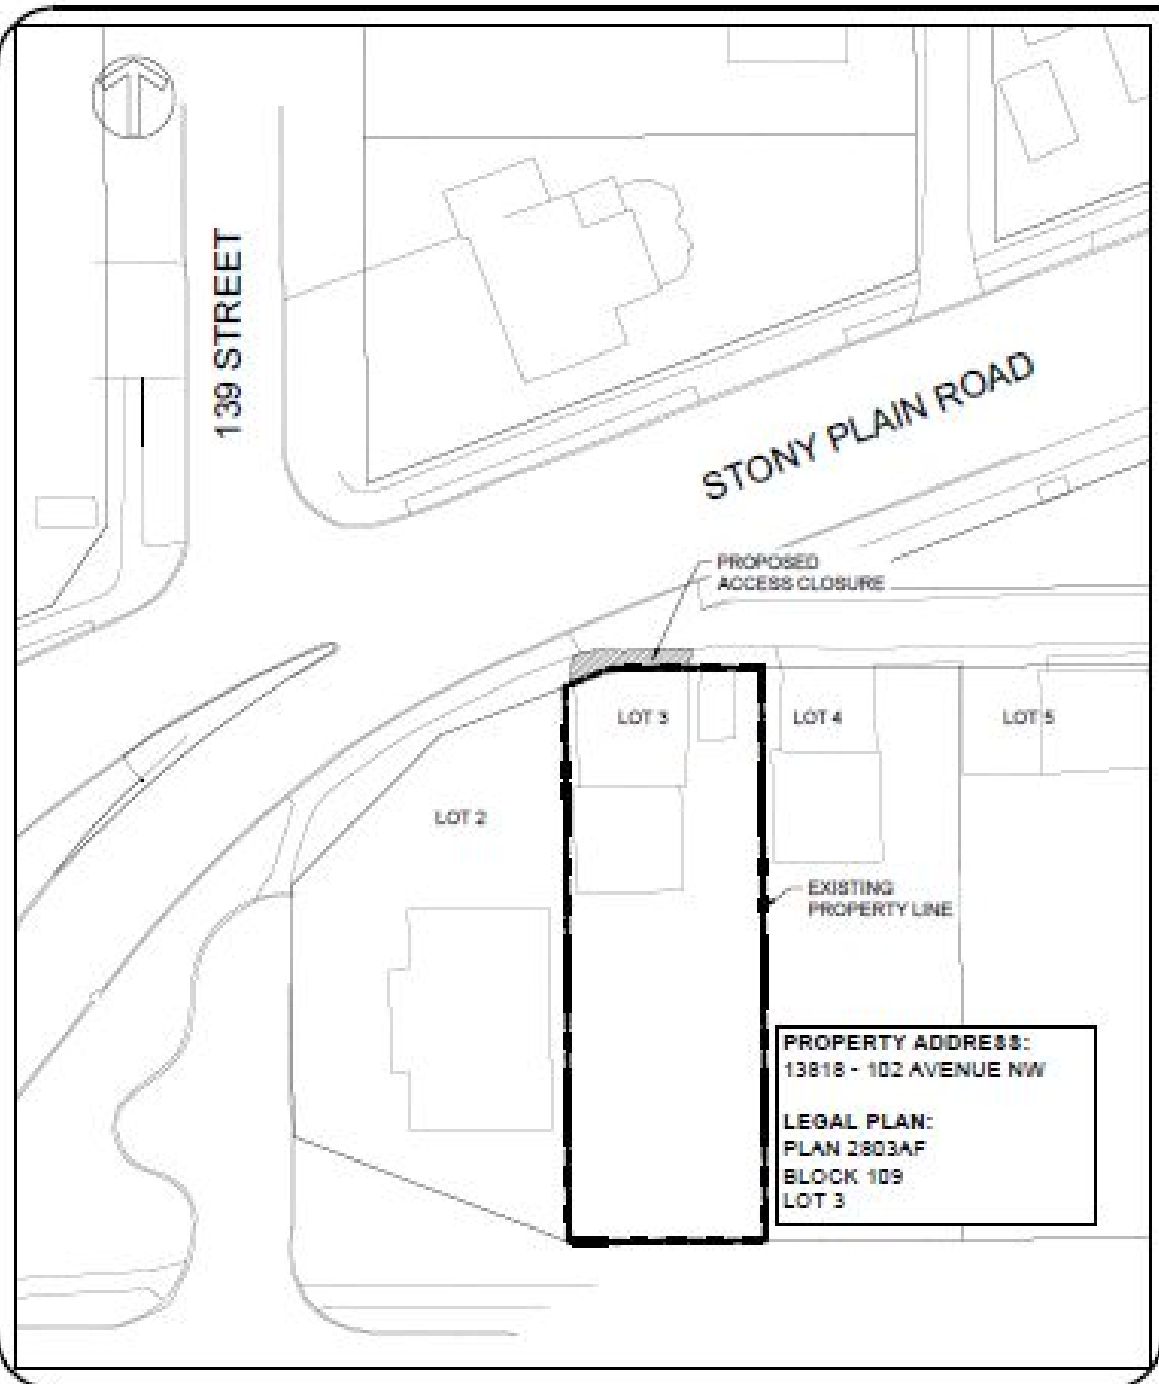 139 STREET
STONY PLAIN ROAD
PROPOSED
ACCESS CLOSURE
LOT 3
LOT 4
LOT 5
LOT 2
EXISTING
PROPERTY LINE
PROPERTY ADDRESS:
13818 - 102 AVENUE NW
LEGAL PLAN:
PLAN 2803AF
BLOCK 109
LOT 3